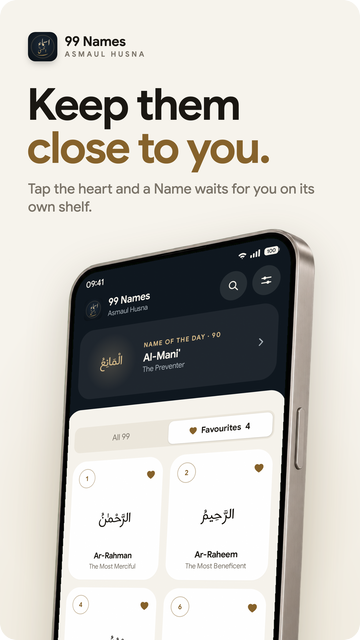 99 Names
ASMAUL HUSNA
Keep them
close to you.
Tap the heart and a Name waits for you on its
own shelf.
09:41
100
99 Names
Asmaul Husna
NAME OF THE DAY · 90
الْمَانِعُ
Al-Mani'
The Preventer
All 99
Favourites 4
1
2
الرَّحْمَٰنُ
الرَّحِيمُ
Ar-Rahman
Ar-Raheem
The Most Merciful
The Most Beneficent
4
6